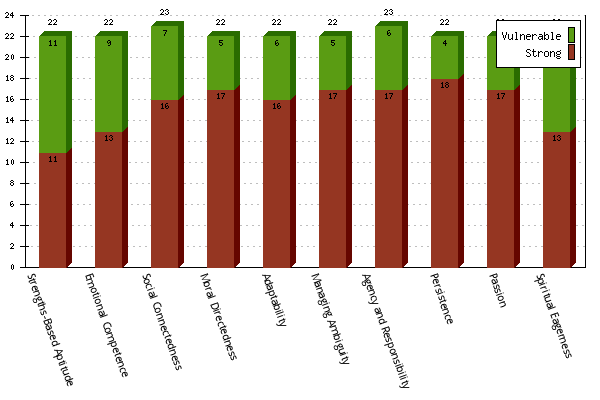 24
22
20
18
16
14
12
10
8
6
4
2
0
22 22 23 22 22 22 23 22
11 9 7 5 6 5 6 4
11 13 16 17 16 17 17 18 17 13
Vulnerable
Strong
Strengths-Based Aptitude
Emotional Competence
Social Connectedness
Moral Directedness
Adaptability
Managing Ambiguity
Agency and Responsibility
Persistence
Passion
Spiritual Eagerness